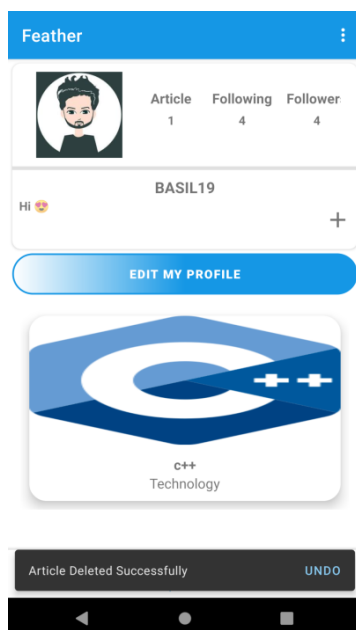 Feather
Article Following Follower
1 4 4
BASIL19
Hi 😍
EDIT MY PROFILE
c++
Technology
Article Deleted Successfully UNDO